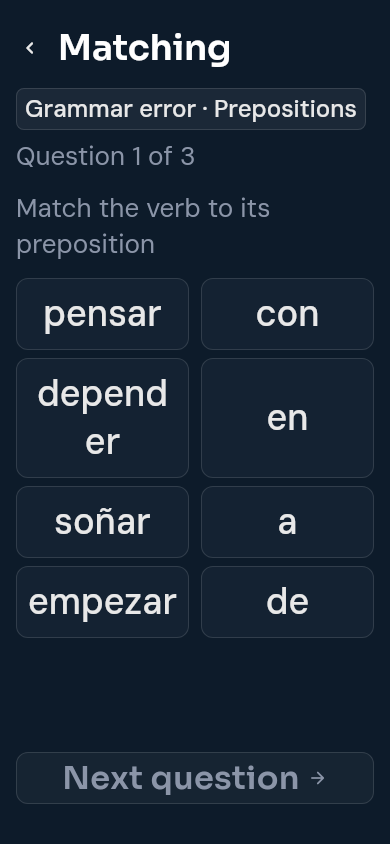 Matching
Grammar error · Prepositions
Question 1 of 3
Match the verb to its
preposition
pensar
con
depend
er
en
soñar
a
empezar
de
Next question →